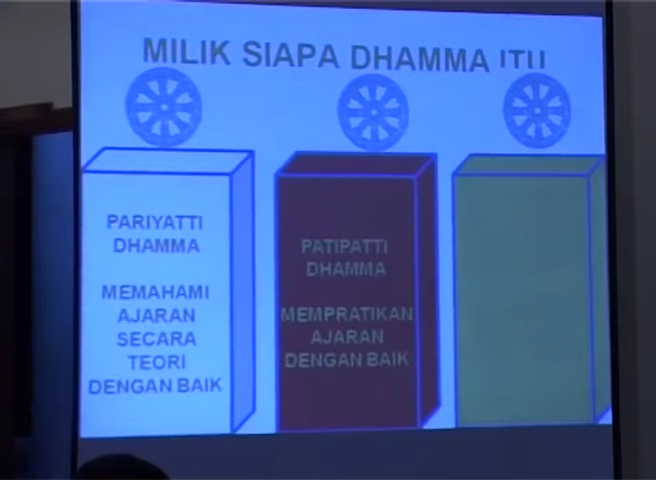 MILIK SIAPA DHAMMA ITU
PARIYATTI
DHAMMA
MEMAHAMI
AJARAN
SECARA
TEORI
DENGAN BAIK
PATIPATTI
DHAMMA
MEMPRATIKAN
AJARAN
DENGAN BAIK